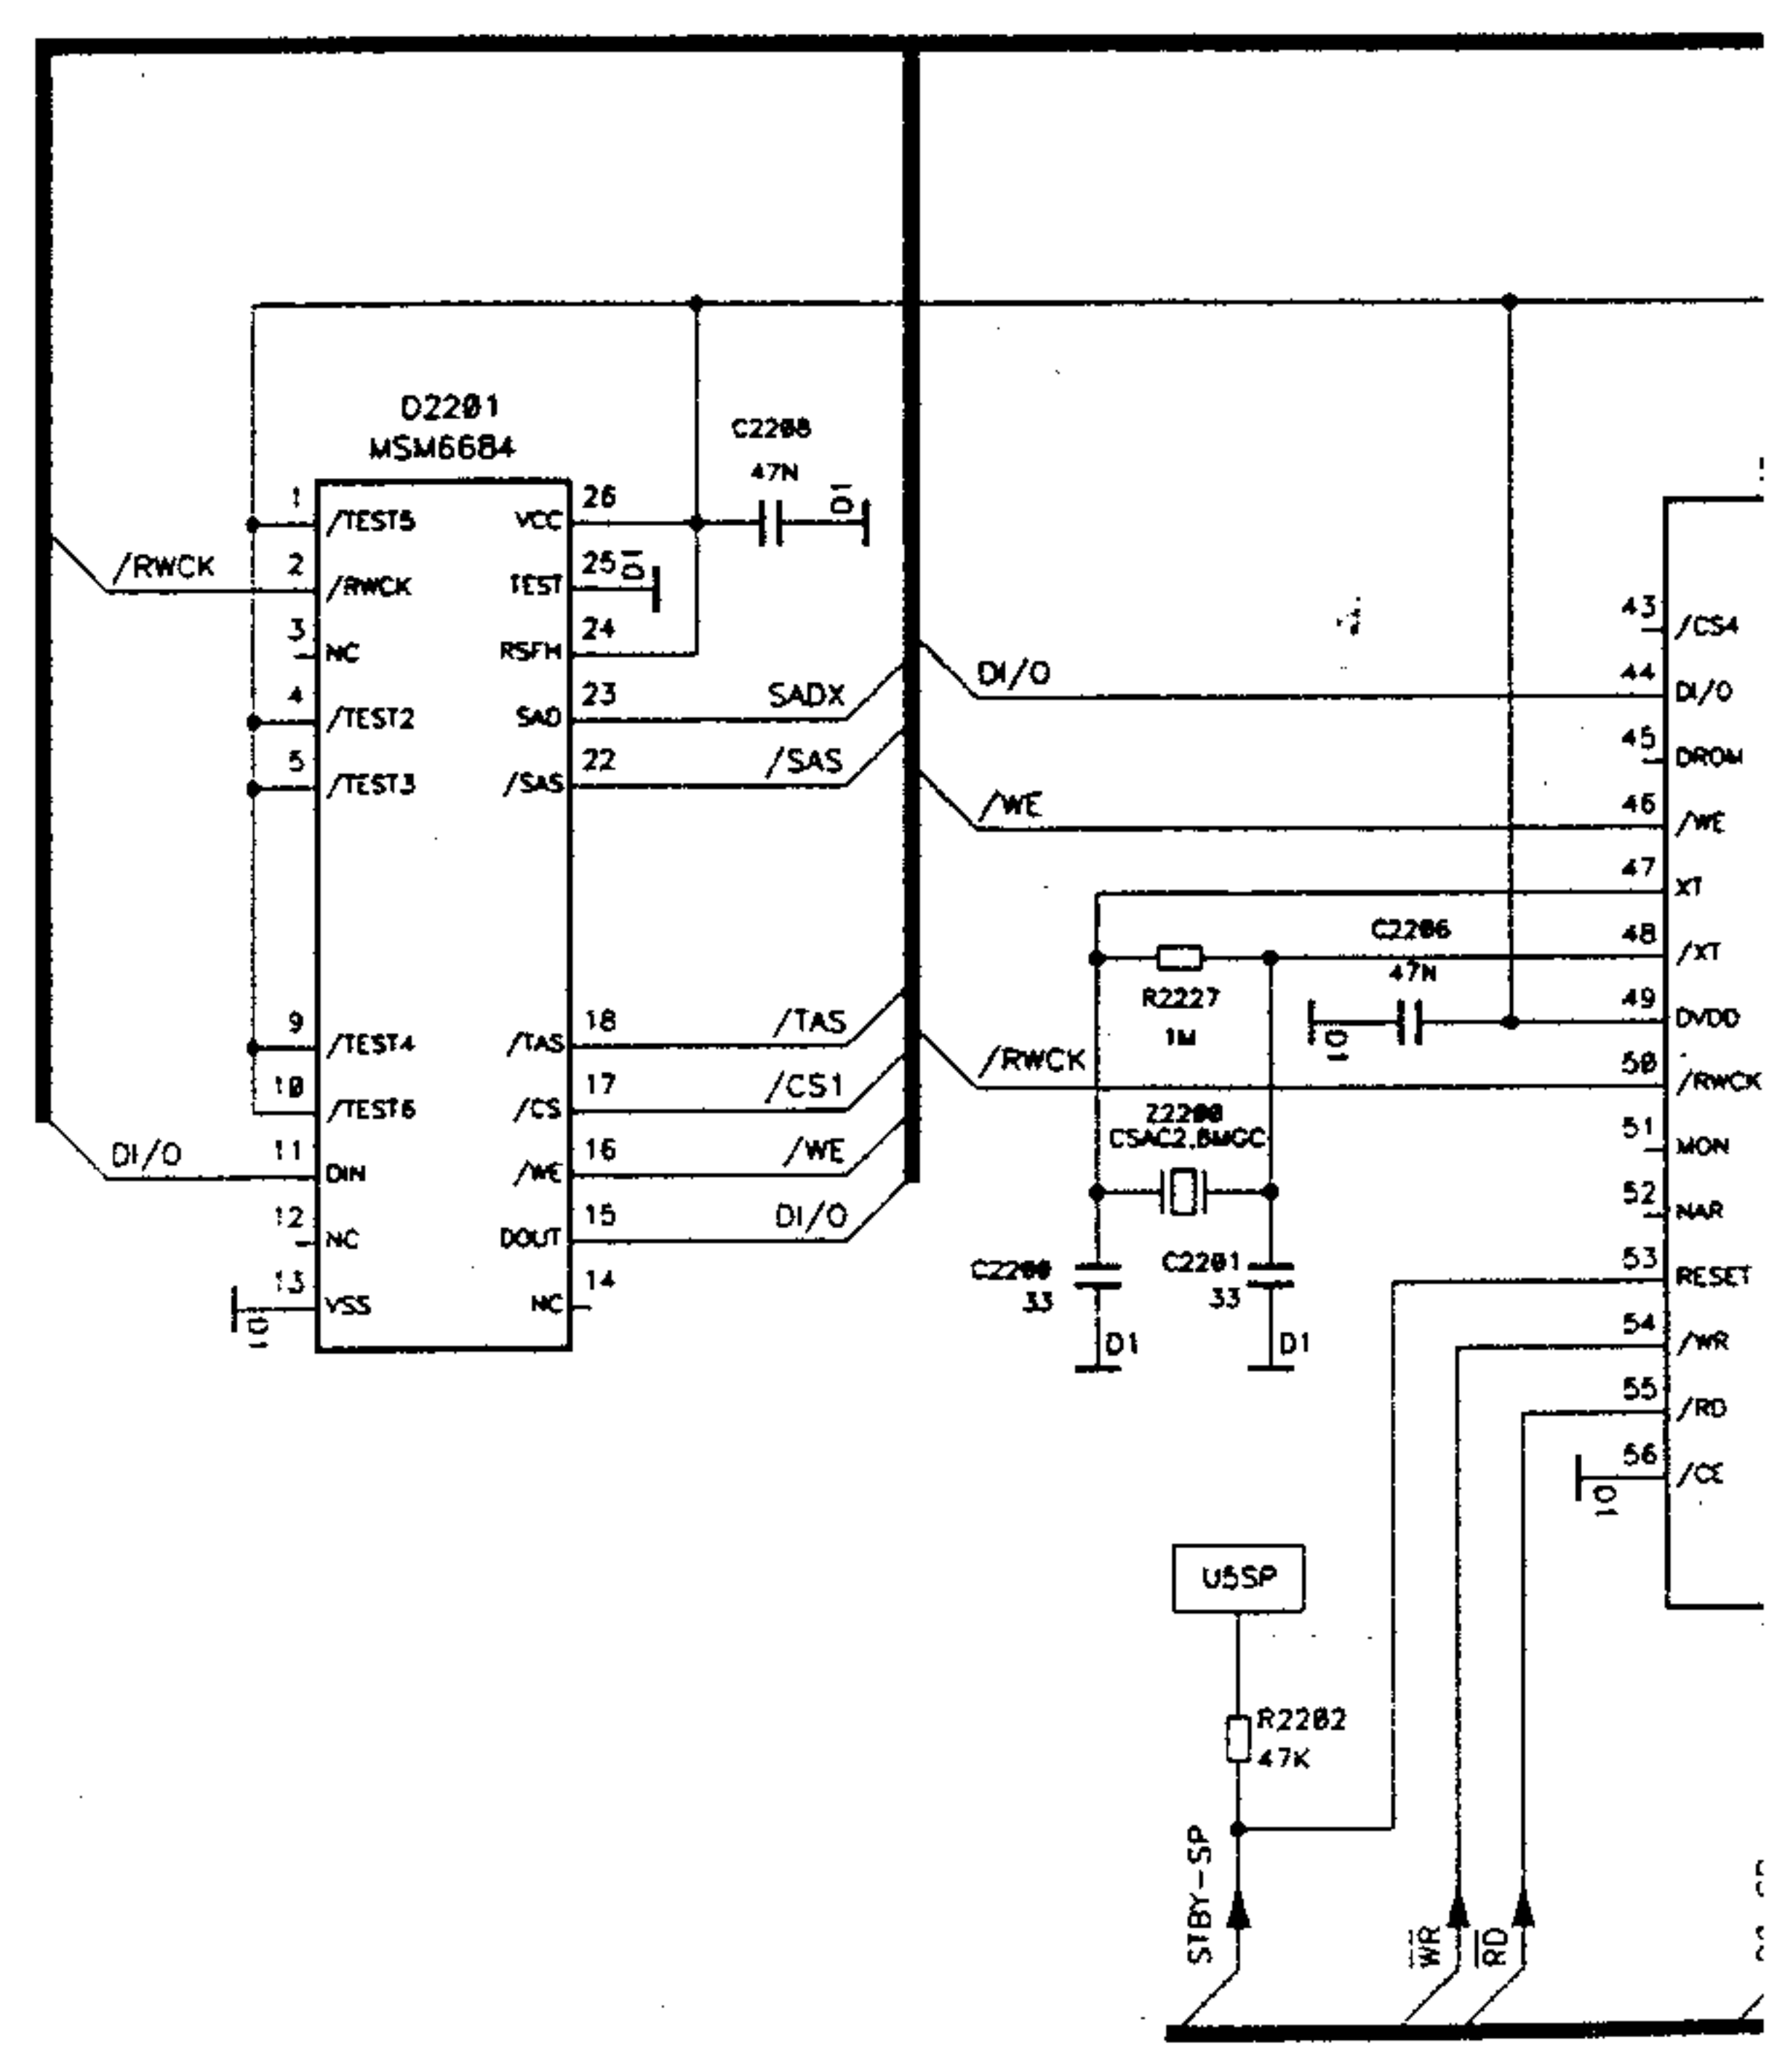 D2201
MSM6684
C2208
47N
D1
1
/TEST5
26
VCC
/RWCK
2
/RWCK
25
TEST
D1
3
NC
24
RSFH
4
/TEST2
23
SAD
SADX
5
/TEST3
22
/SAS
/SAS
9
/TEST4
18
/TAS
/TAS
10
/TEST6
17
/CS
/CS1
DI/O
11
DIN
16
/WE
/WE
12
NC
15
DOUT
DI/O
13
VSS
D1
14
NC
43
/CS4
DI/O
44
DI/O
45
DROM
/WE
46
/WE
47
XT
C2206
47N
D1
48
/XT
R2227
1M
49
DVDD
/RWCK
50
/RWCK
Z2200
51
MON
52
NAR
C2200
33
D1
C2201
33
D1
53
RESET
54
/WR
55
/RD
56
/CE
D1
U5SP
R2202
47K
STBY-SP
WR
RD